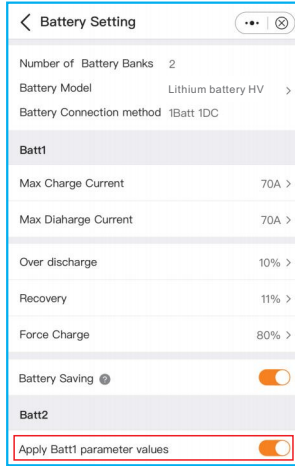 Battery Setting
Number of Battery Banks 2
Battery Model Lithium battery HV
Battery Connection method 1Batt 1DC
Batt1
Max Charge Current 70A
Max Diaharge Current 70A
Over discharge 10%
Recovery 11%
Force Charge 80%
Battery Saving
Batt2
Apply Batt1 parameter values